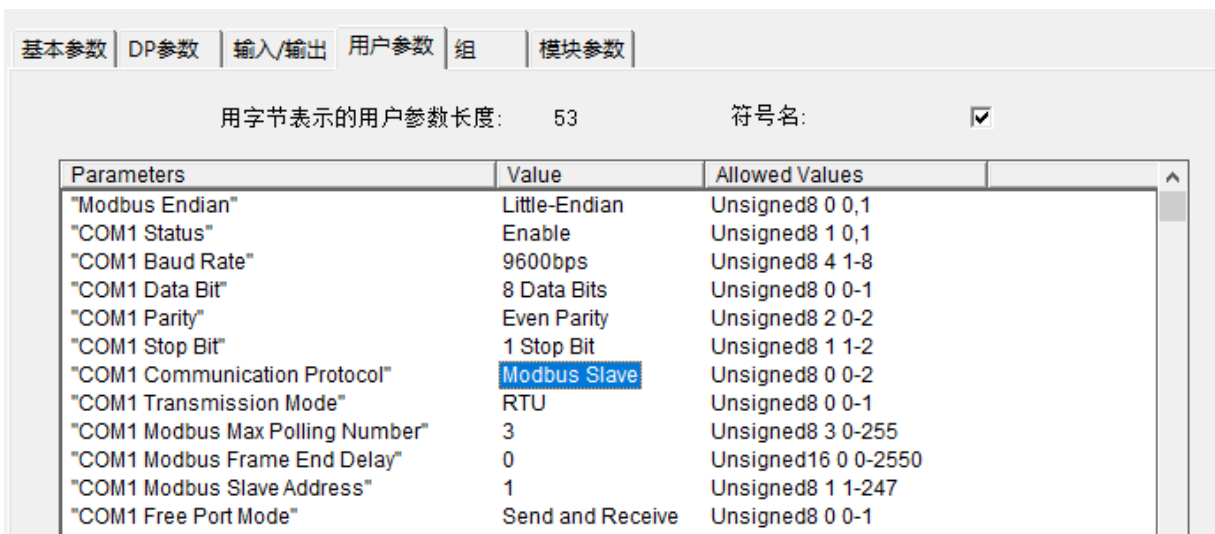 基本参数 DP参数 输入/输出 用户参数 组 模块参数
用字节表示的用户参数长度: 53 符号名:
Parameters Value Allowed Values
"Modbus Endian" Little-Endian Unsigned8 0 0,1
"COM1 Status" Enable Unsigned8 1 0,1
"COM1 Baud Rate" 9600bps Unsigned8 4 1-8
"COM1 Data Bit" 8 Data Bits Unsigned8 0 0-1
"COM1 Parity" Even Parity Unsigned8 2 0-2
"COM1 Stop Bit" 1 Stop Bit Unsigned8 1 1-2
"COM1 Communication Protocol" Modbus Slave Unsigned8 0 0-2
"COM1 Transmission Mode" RTU Unsigned8 0 0-1
"COM1 Modbus Max Polling Number" 3 Unsigned8 3 0-255
"COM1 Modbus Frame End Delay" 0 Unsigned16 0 0-2550
"COM1 Modbus Slave Address" 1 Unsigned8 1 1-247
"COM1 Free Port Mode" Send and Receive Unsigned8 0 0-1